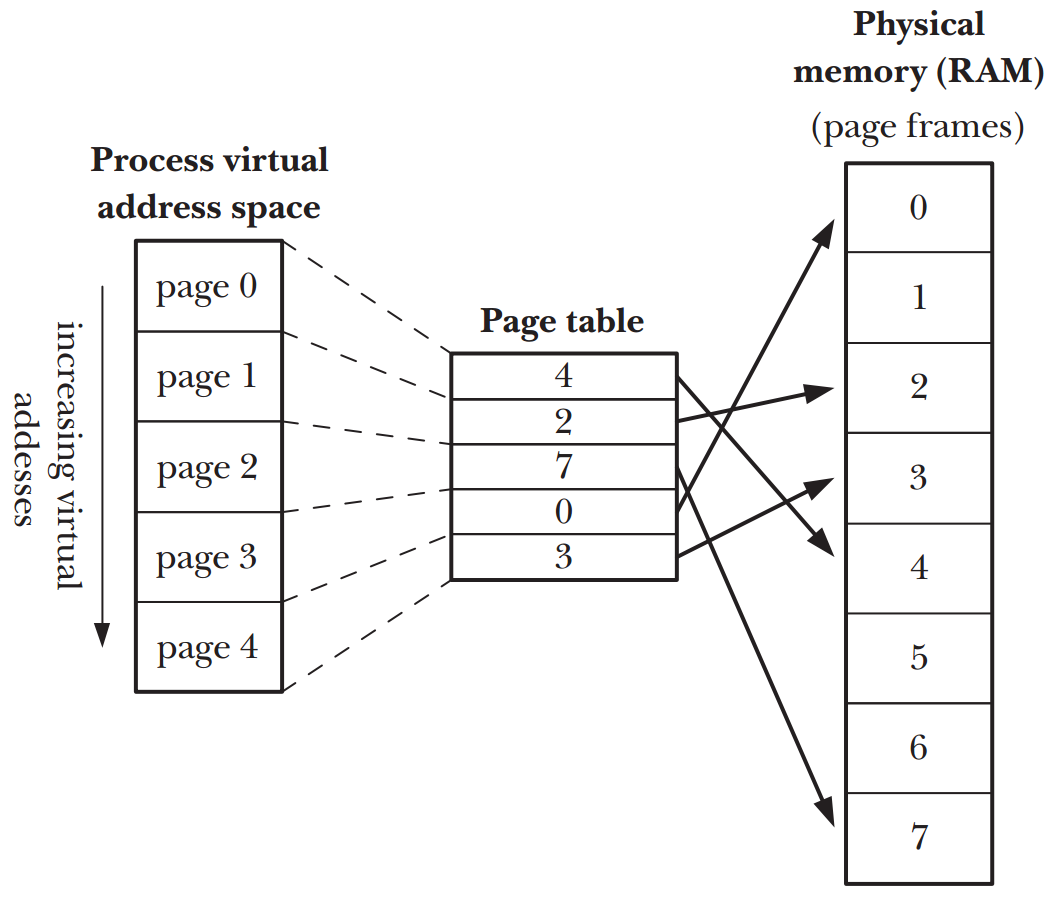 Process virtual
address space
page 0
page 1
page 2
page 3
page 4
increasing virtual
addesses
Page table
4
2
7
0
3
Physical
memory (RAM)
(page frames)
0
1
2
3
4
5
6
7